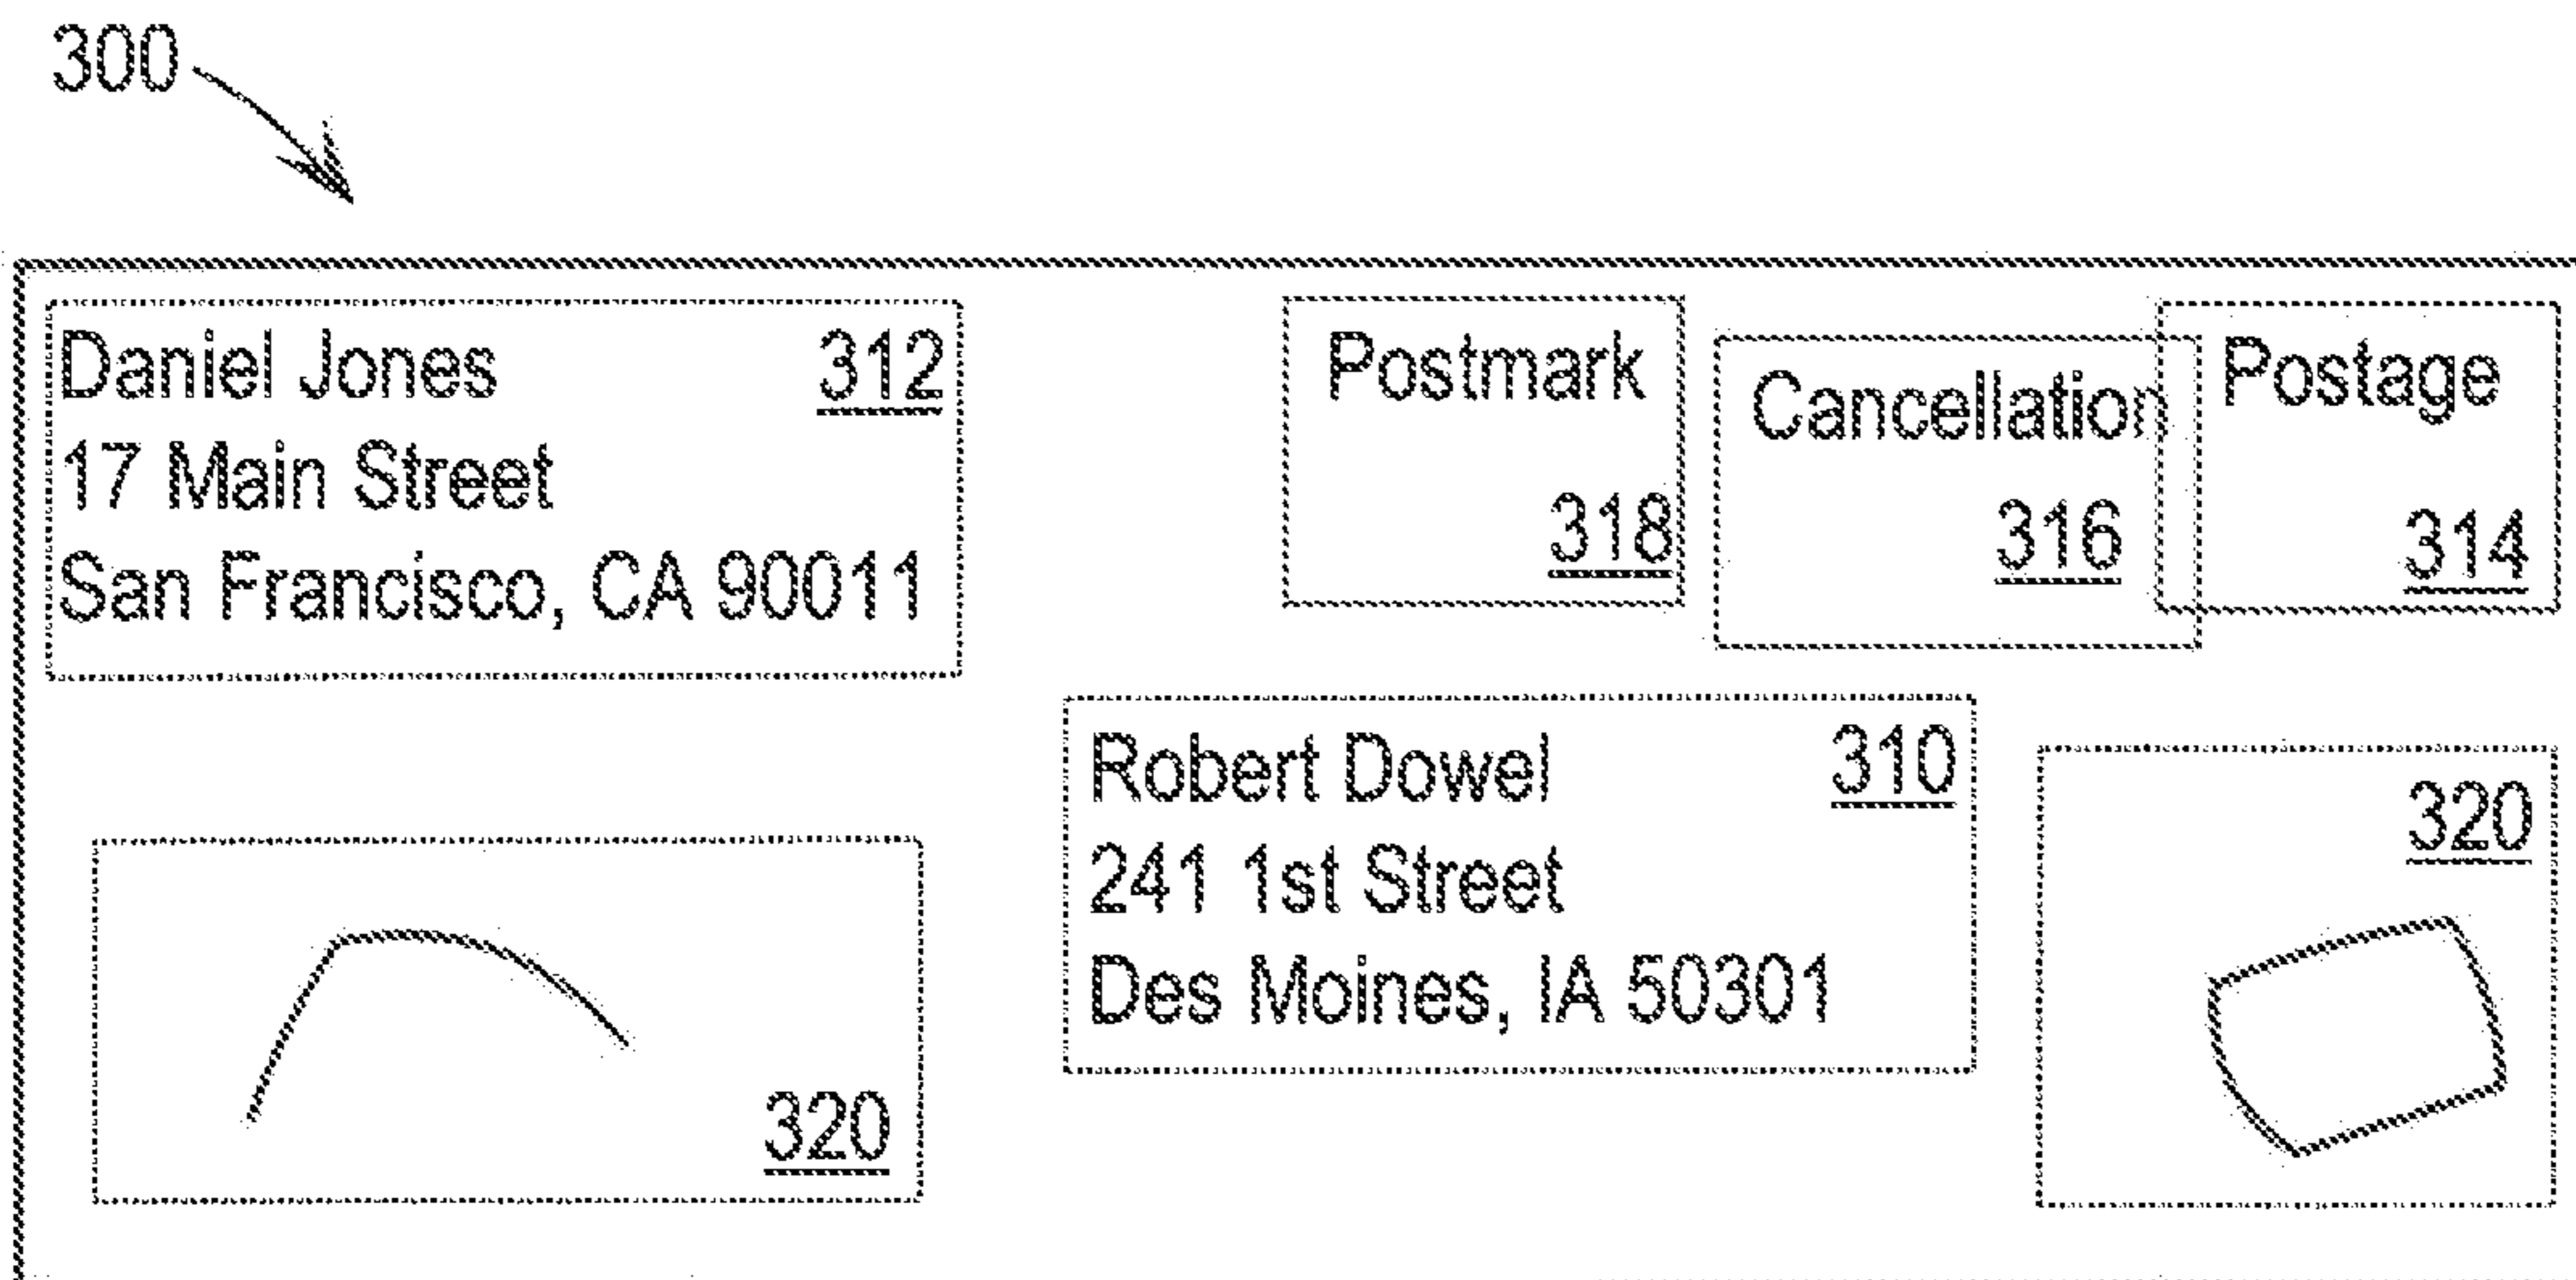 300
Daniel Jones 312
17 Main Street
San Francisco, CA 90011
Postmark
318
Cancellation
316
Postage
314
Robert Dowel 310
241 1st Street
Des Moines, IA 50301
320
320